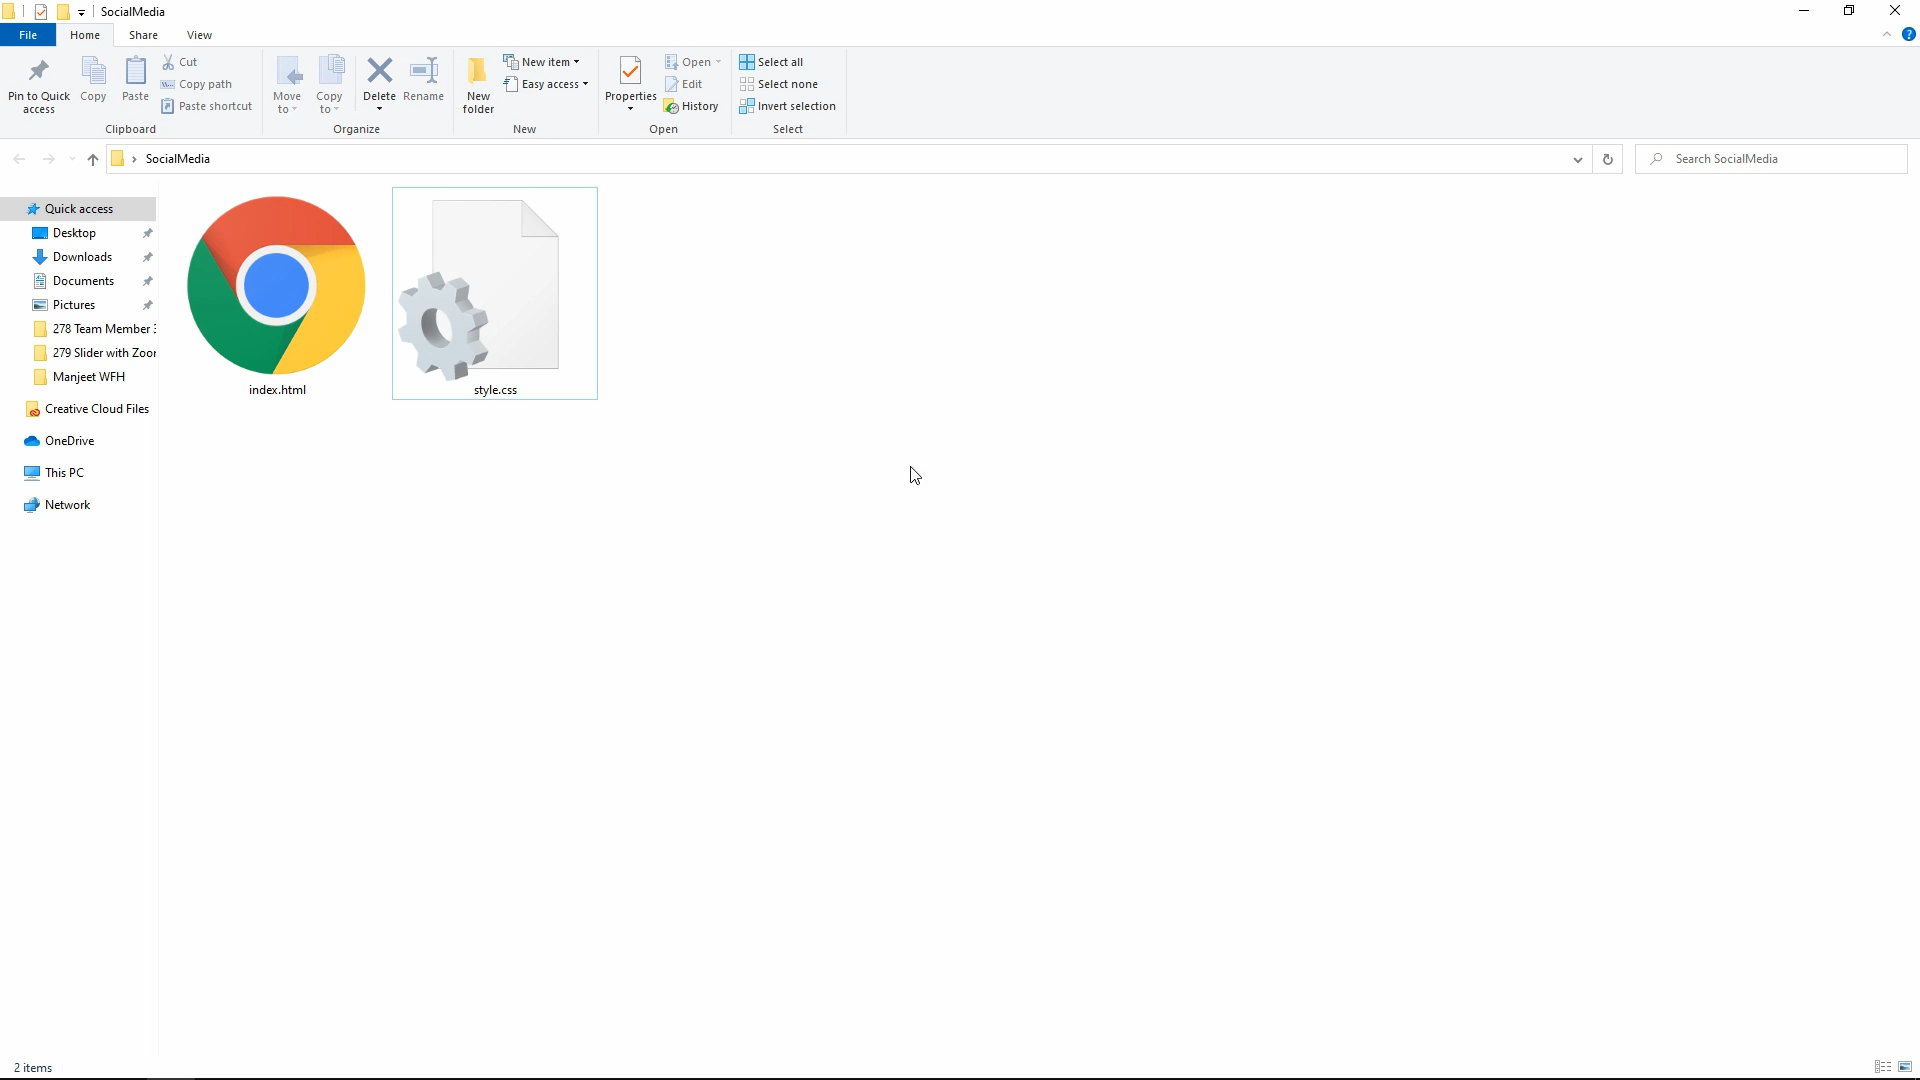 SocialMedia
File Home Share View
Pin to Quick access
Copy
Paste
Cut
Copy path
Paste shortcut
Clipboard
Move to
Copy to
Delete
Rename
Organize
New folder
New item
Easy access
New
Properties
Open
Edit
History
Open
Select all
Select none
Invert selection
Select
SocialMedia
Search SocialMedia
Quick access
Desktop
Downloads
Documents
Pictures
278 Team Member
279 Slider with
Manjeet WFH
Creative Cloud Files
OneDrive
This PC
Network
index.html
style.css
2 items